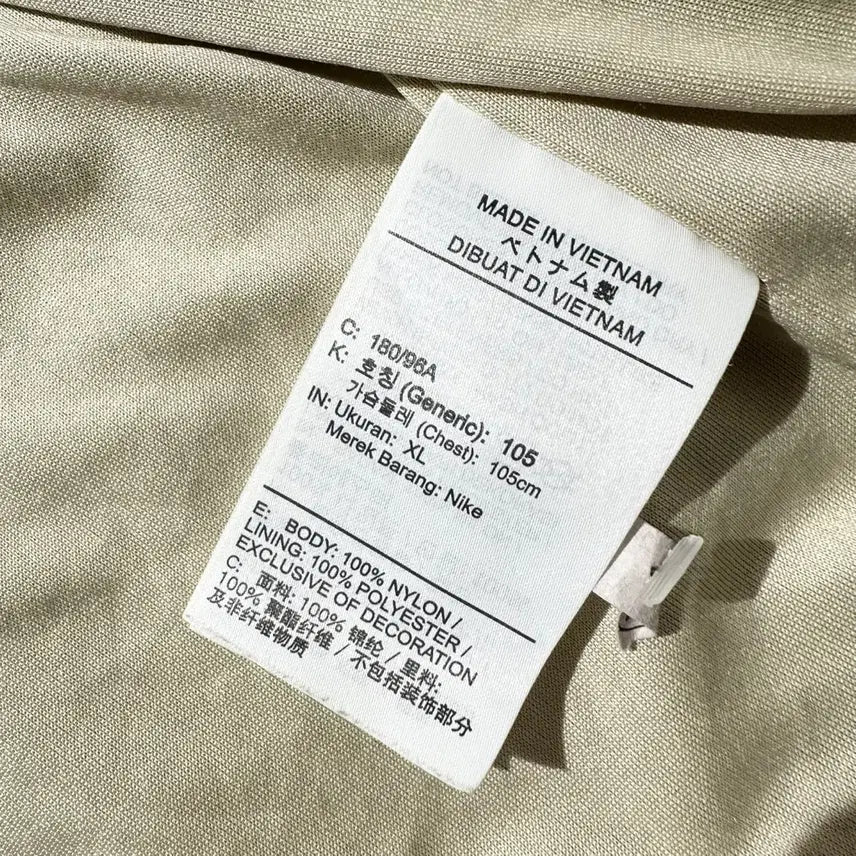 MADE IN VIETNAM
ベトナム製
DIBUAT DI VIETNAM
C: 180/96A
K: 호칭 (Generic): 105
가슴둘레 (Chest): 105cm
IN: Ukuran: XL
Merek Barang: Nike
E: BODY: 100% NYLON /
LINING: 100% POLYESTER /
EXCLUSIVE OF DECORATION
C: 面料: 100% 锦纶 / 里料:
100% 聚酯纤维 / 不包括装饰部分
及非纤维物质